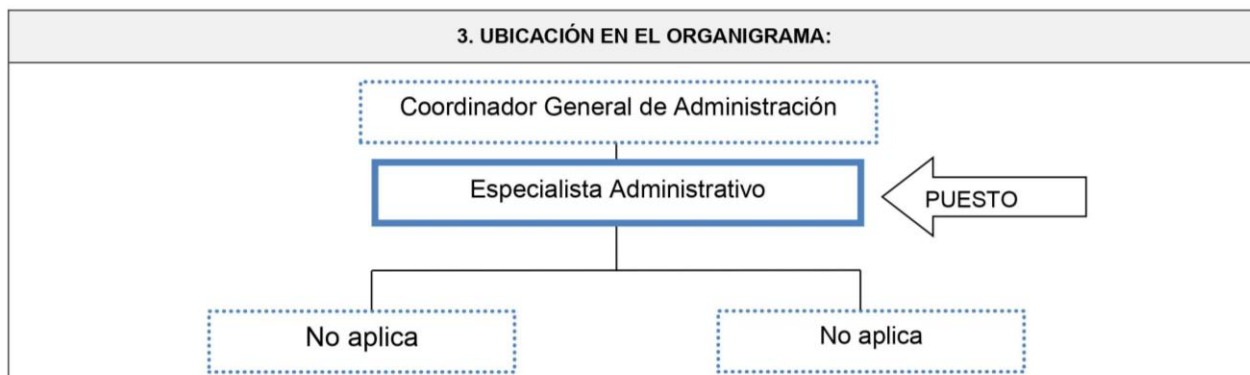 3. UBICACIÓN EN EL ORGANIGRAMA:
Coordinador General de Administración
Especialista Administrativo
PUESTO
No aplica
No aplica